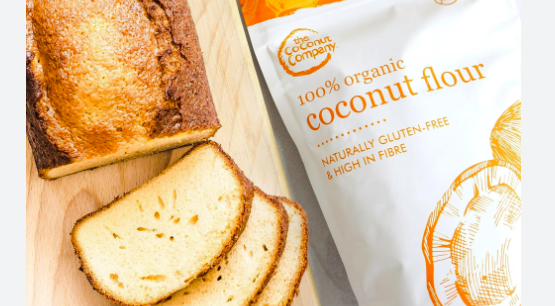 the
coconut
company
100% organic
coconut flour
NATURALLY GLUTEN-FREE
& HIGH IN FIBRE